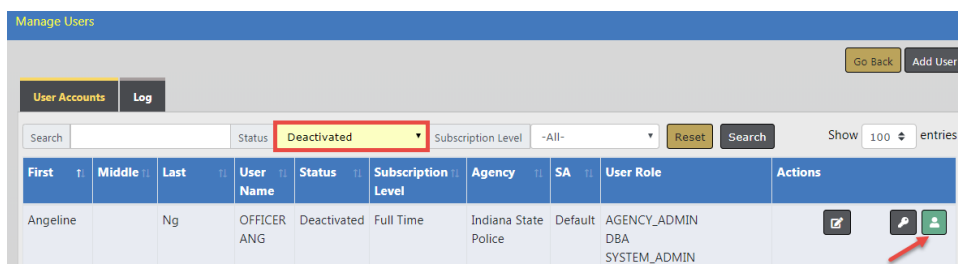 Manage Users
Go Back Add User
User Accounts Log
Search Status Deactivated Subscription Level -All- Reset Search Show 100 entries
First Middle Last User Name Status Subscription Level Agency SA User Role Actions
Angeline Ng OFFICER ANG Deactivated Full Time Indiana State Police Default AGENCY_ADMIN
DBA
SYSTEM_ADMIN